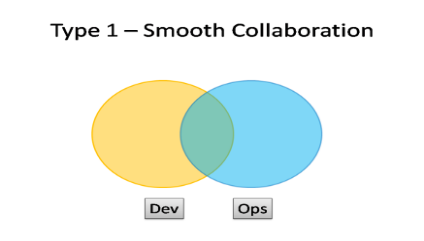 Type 1 – Smooth Collaboration
Dev Ops